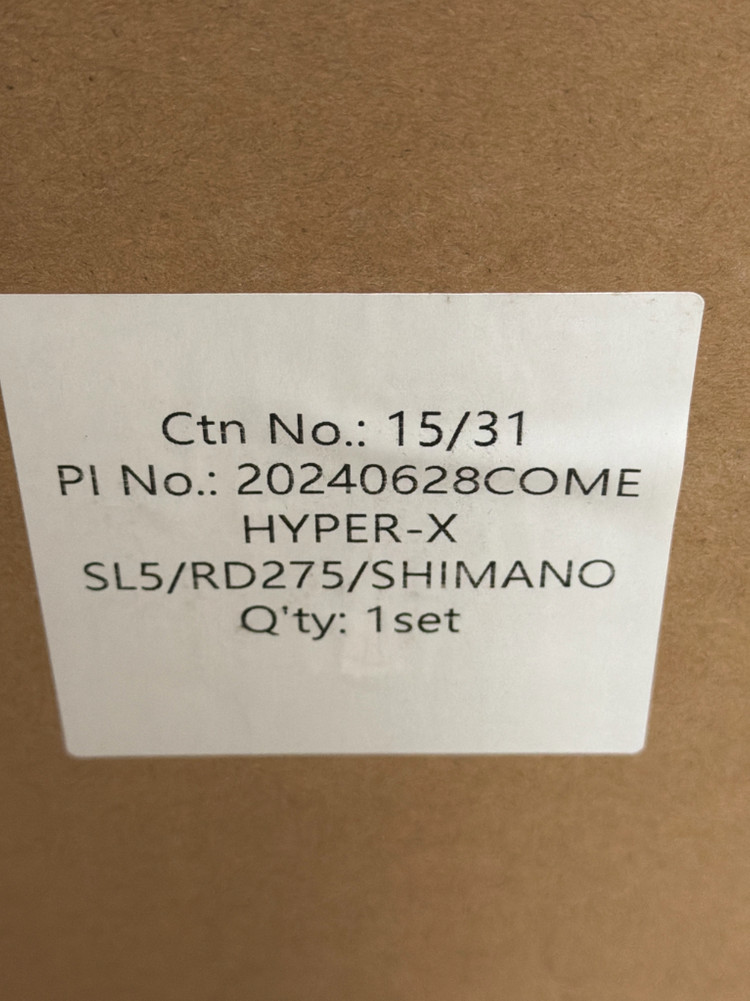 Ctn No.: 15/31
PI No.: 20240628COME
HYPER-X
SL5/RD275/SHIMANO
Q'ty: 1set